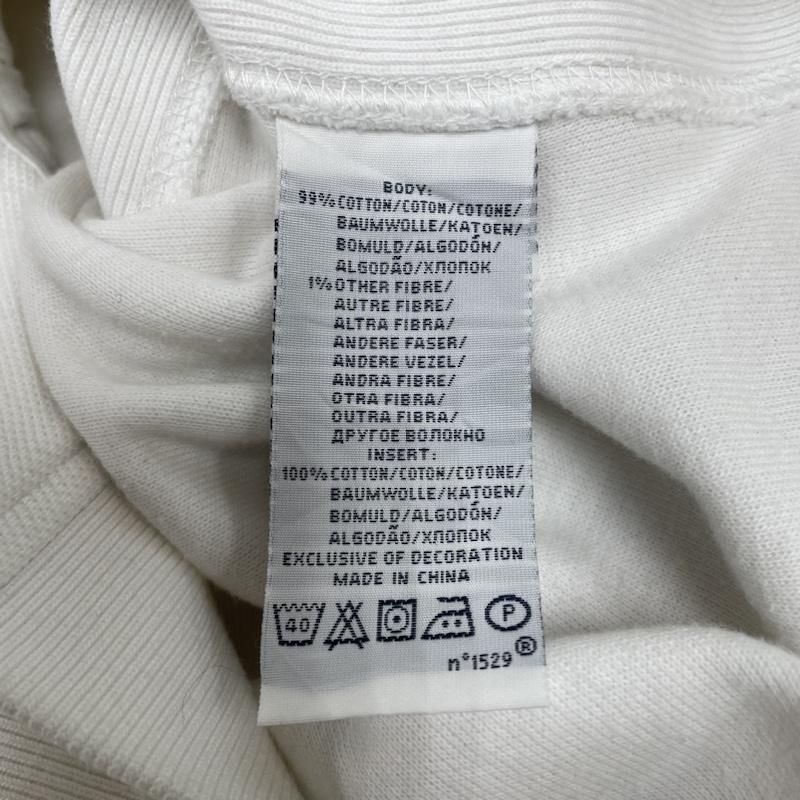 BODY:
99%COTTON/COTON/COTONE/
BAUMWOLLE/KATOEN/
BOMULD/ALGODÓN/
ALGODÃO/ХЛОПОК
1%OTHER FIBRE/
AUTRE FIBRE/
ALTRA FIBRA/
ANDERE FASER/
ANDERE VEZEL/
ANDRA FIBRE/
OTRA FIBRA/
OUTRA FIBRA/
ДРУГОЕ ВОЛОКНО
INSERT:
100%COTTON/COTON/COTONE/
BAUMWOLLE/KATOEN/
BOMULD/ALGODÓN/
ALGODÃO/ХЛОПОК
EXCLUSIVE OF DECORATION
MADE IN CHINA
40 P
n°1529®